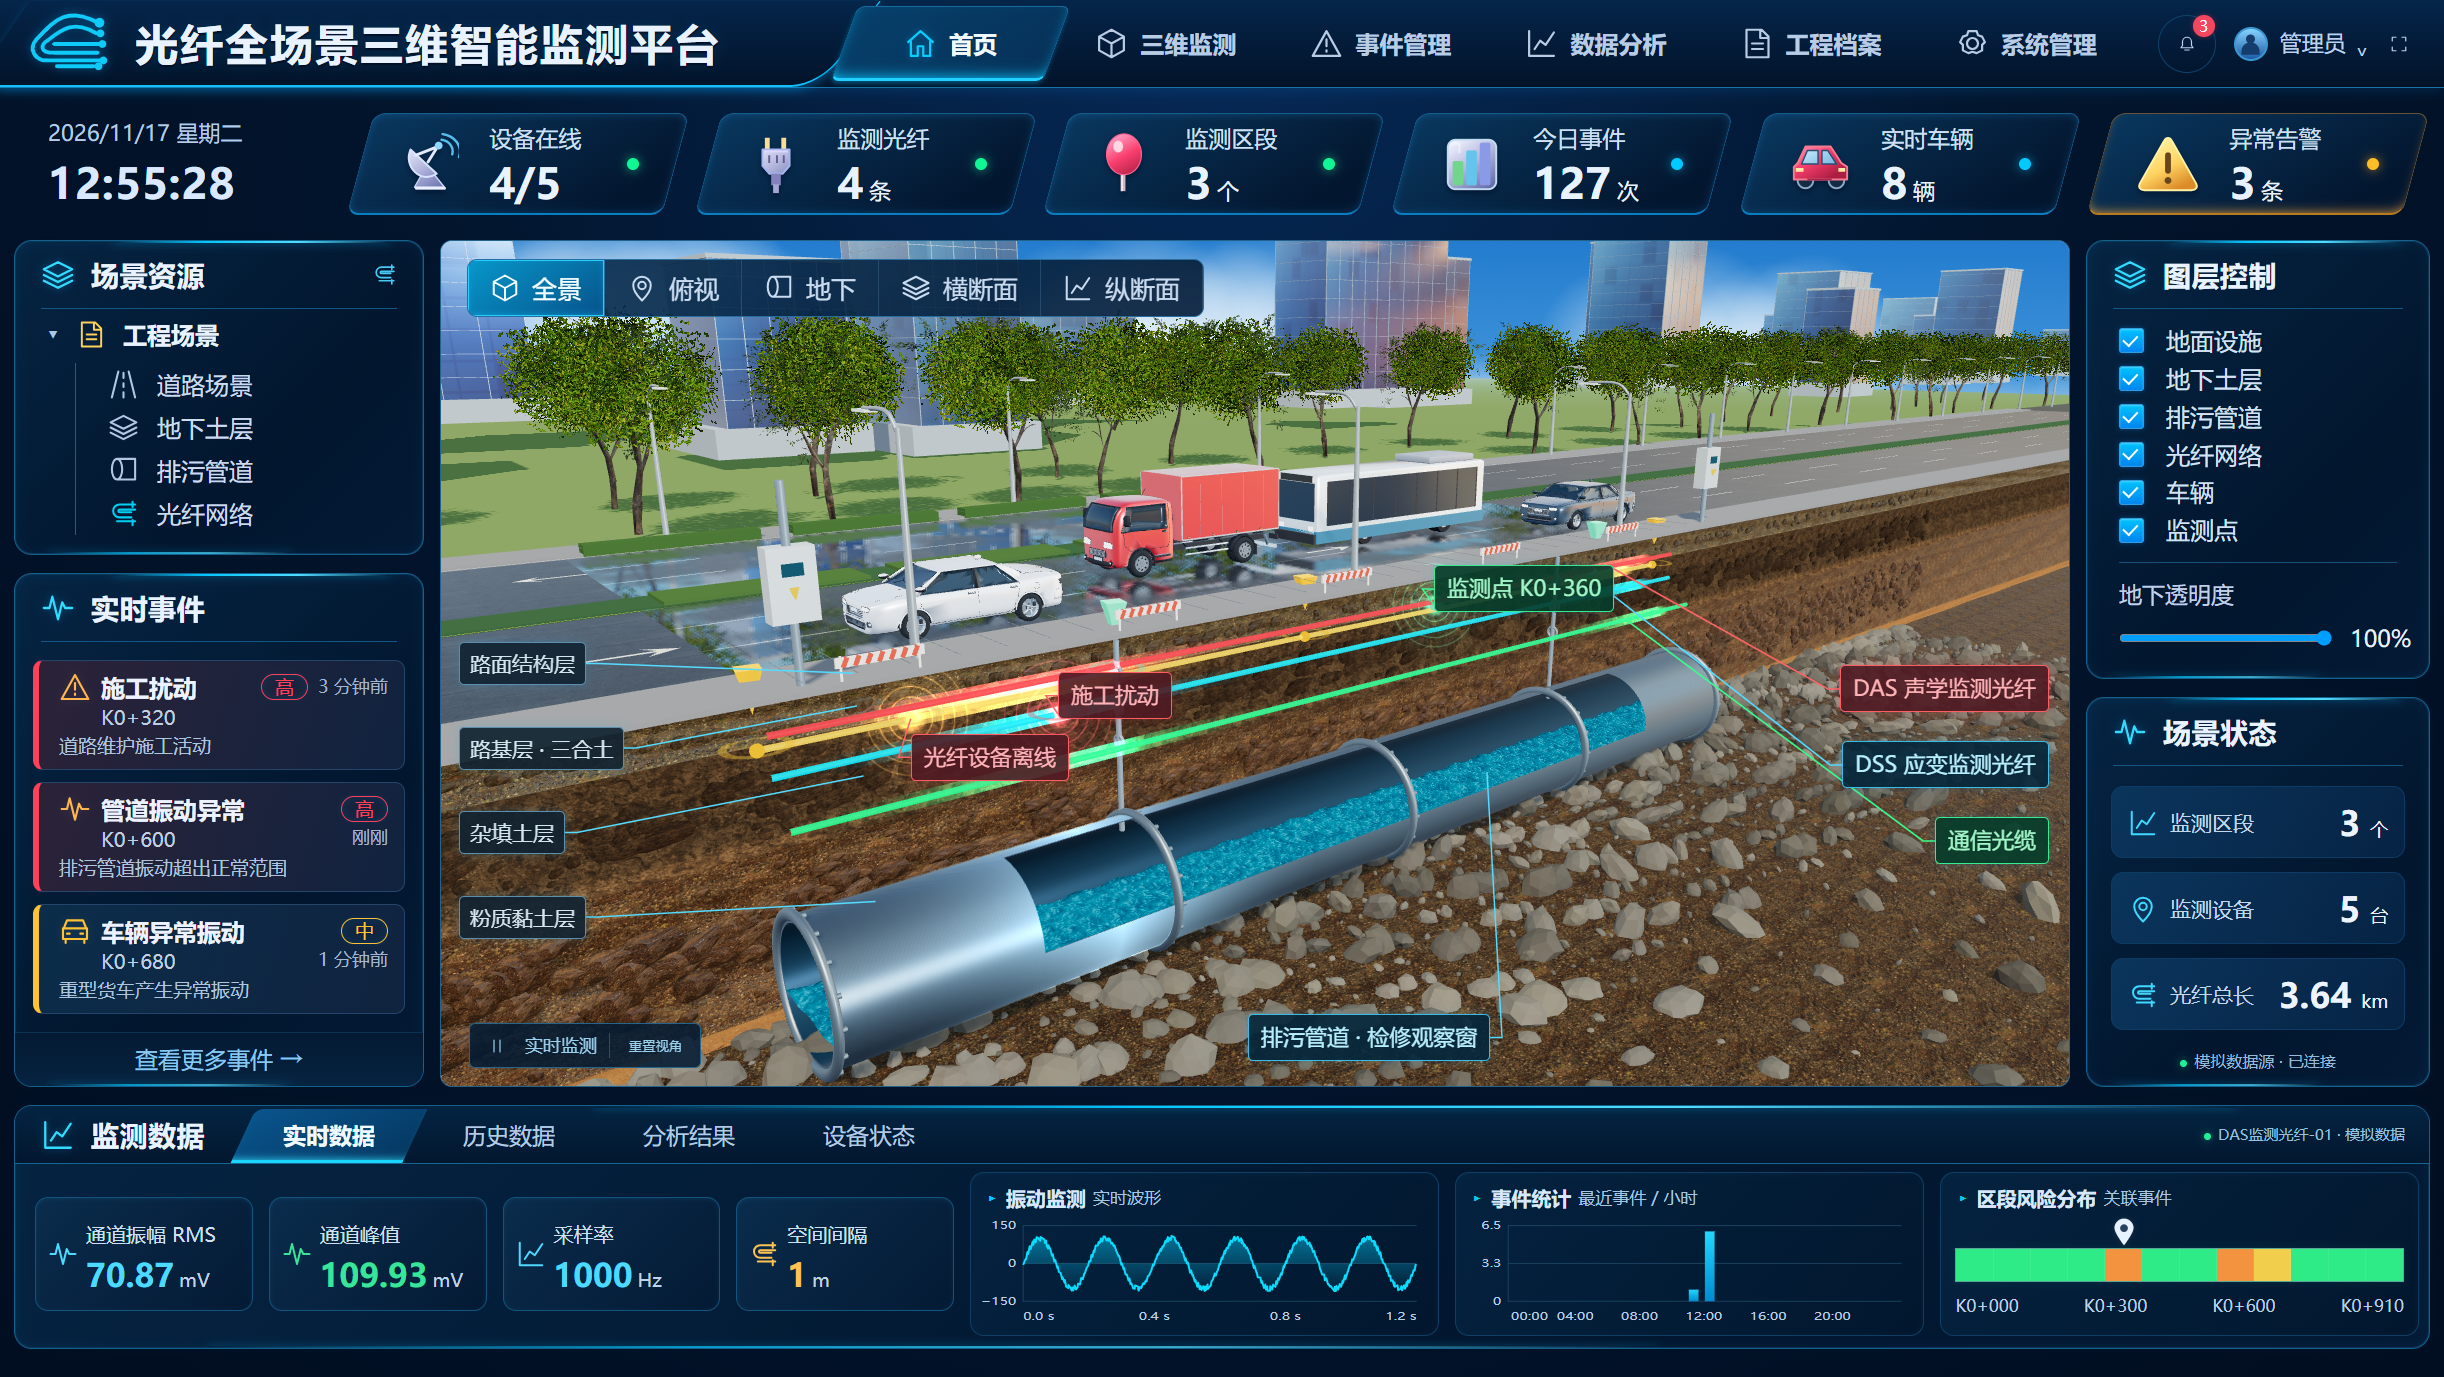 光纤全场景三维智能监测平台
首页
三维监测
事件管理
数据分析
工程档案
系统管理
3
管理员
2026/11/17 星期二
12:55:28
设备在线
4/5
监测光纤
4 条
监测区段
3 个
今日事件
127 次
实时车辆
8 辆
异常告警
3 条
场景资源
工程场景
道路场景
地下土层
排污管道
光纤网络
实时事件
施工扰动 高 3 分钟前
K0+320
道路维护施工活动
管道振动异常 高
K0+600 刚刚
排污管道振动超出正常范围
车辆异常振动 中
K0+680 1 分钟前
重型货车产生异常振动
查看更多事件 →
全景
俯视
地下
横断面
纵断面
路面结构层
路基层 · 三合土
杂填土层
粉质黏土层
监测点 K0+360
施工扰动
光纤设备离线
DAS 声学监测光纤
DSS 应变监测光纤
通信光缆
排污管道 · 检修观察窗
实时监测
重置视角
图层控制
地面设施
地下土层
排污管道
光纤网络
车辆
监测点
地下透明度
100%
场景状态
监测区段 3 个
监测设备 5 台
光纤总长 3.64 km
模拟数据源 · 已连接
监测数据
实时数据
历史数据
分析结果
设备状态
DAS监测光纤-01 · 模拟数据
通道振幅 RMS
70.87 mV
通道峰值
109.93 mV
采样率
1000 Hz
空间间隔
1 m
振动监测 实时波形
150
0
−150
0.0 s 0.4 s 0.8 s 1.2 s
事件统计 最近事件 / 小时
6.5
3.3
0
00:00 04:00 08:00 12:00 16:00 20:00
区段风险分布 关联事件
K0+000 K0+300 K0+600 K0+910